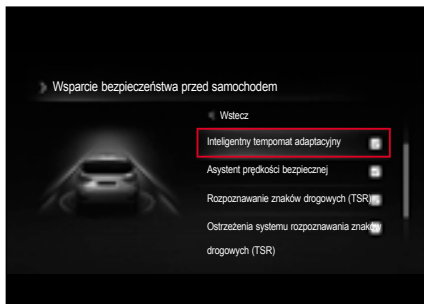 Wsparcie bezpieczeństwa przed samochodem
Wstecz
Inteligentny tempomat adaptacyjny
Asystent prędkości bezpiecznej
Rozpoznawanie znaków drogowych (TSR)
Ostrzeżenia systemu rozpoznawania znaków
drogowych (TSR)